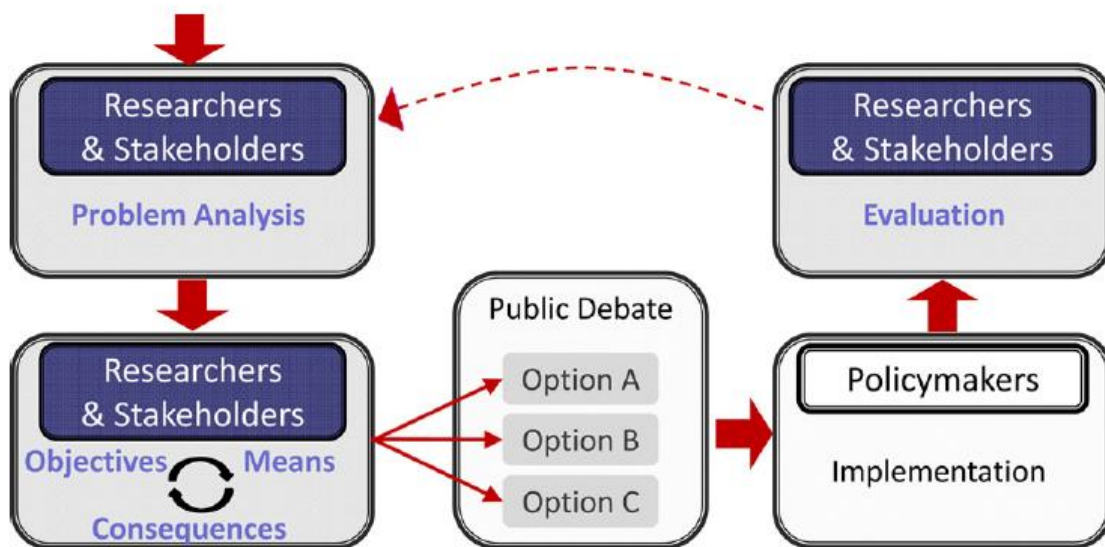 Researchers
& Stakeholders
Problem Analysis
Researchers
& Stakeholders
Objectives Means
Consequences
Public Debate
Option A
Option B
Option C
Policymakers
Implementation
Researchers
& Stakeholders
Evaluation